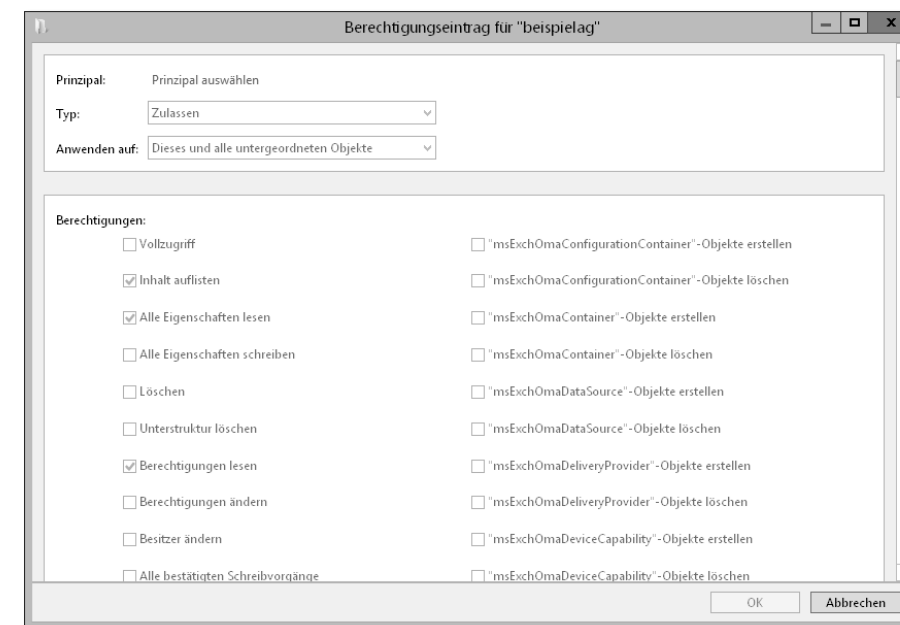 Berechtigungseintrag für "beispielag"
Prinzipal: Prinzipal auswählen
Typ: Zulassen
Anwenden auf: Dieses und alle untergeordneten Objekte
Berechtigungen:
Vollzugriff "msExchOmaConfigurationContainer"-Objekte erstellen
Inhalt auflisten "msExchOmaConfigurationContainer"-Objekte löschen
Alle Eigenschaften lesen "msExchOmaContainer"-Objekte erstellen
Alle Eigenschaften schreiben "msExchOmaContainer"-Objekte löschen
Löschen "msExchOmaDataSource"-Objekte erstellen
Unterstruktur löschen "msExchOmaDataSource"-Objekte löschen
Berechtigungen lesen "msExchOmaDeliveryProvider"-Objekte erstellen
Berechtigungen ändern "msExchOmaDeliveryProvider"-Objekte löschen
Besitzer ändern "msExchOmaDeviceCapability"-Objekte erstellen
Alle bestätigten Schreibvorgänge "msExchOmaDeviceCapability"-Objekte löschen
OK Abbrechen